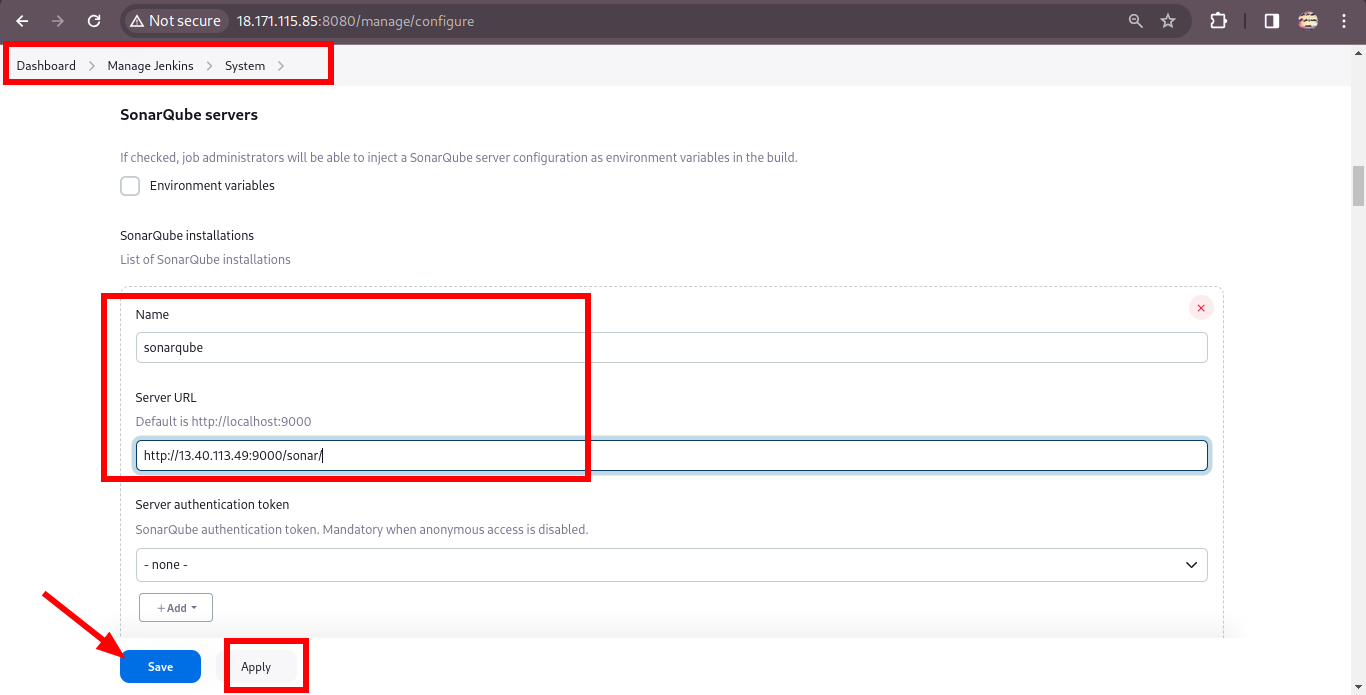 Not secure 18.171.115.85:8080/manage/configure
Dashboard > Manage Jenkins > System >
SonarQube servers
If checked, job administrators will be able to inject a SonarQube server configuration as environment variables in the build.
Environment variables
SonarQube installations
List of SonarQube installations
Name
sonarqube
Server URL
Default is http://localhost:9000
http://13.40.113.49:9000/sonar/
Server authentication token
SonarQube authentication token. Mandatory when anonymous access is disabled.
- none -
+ Add
Save Apply